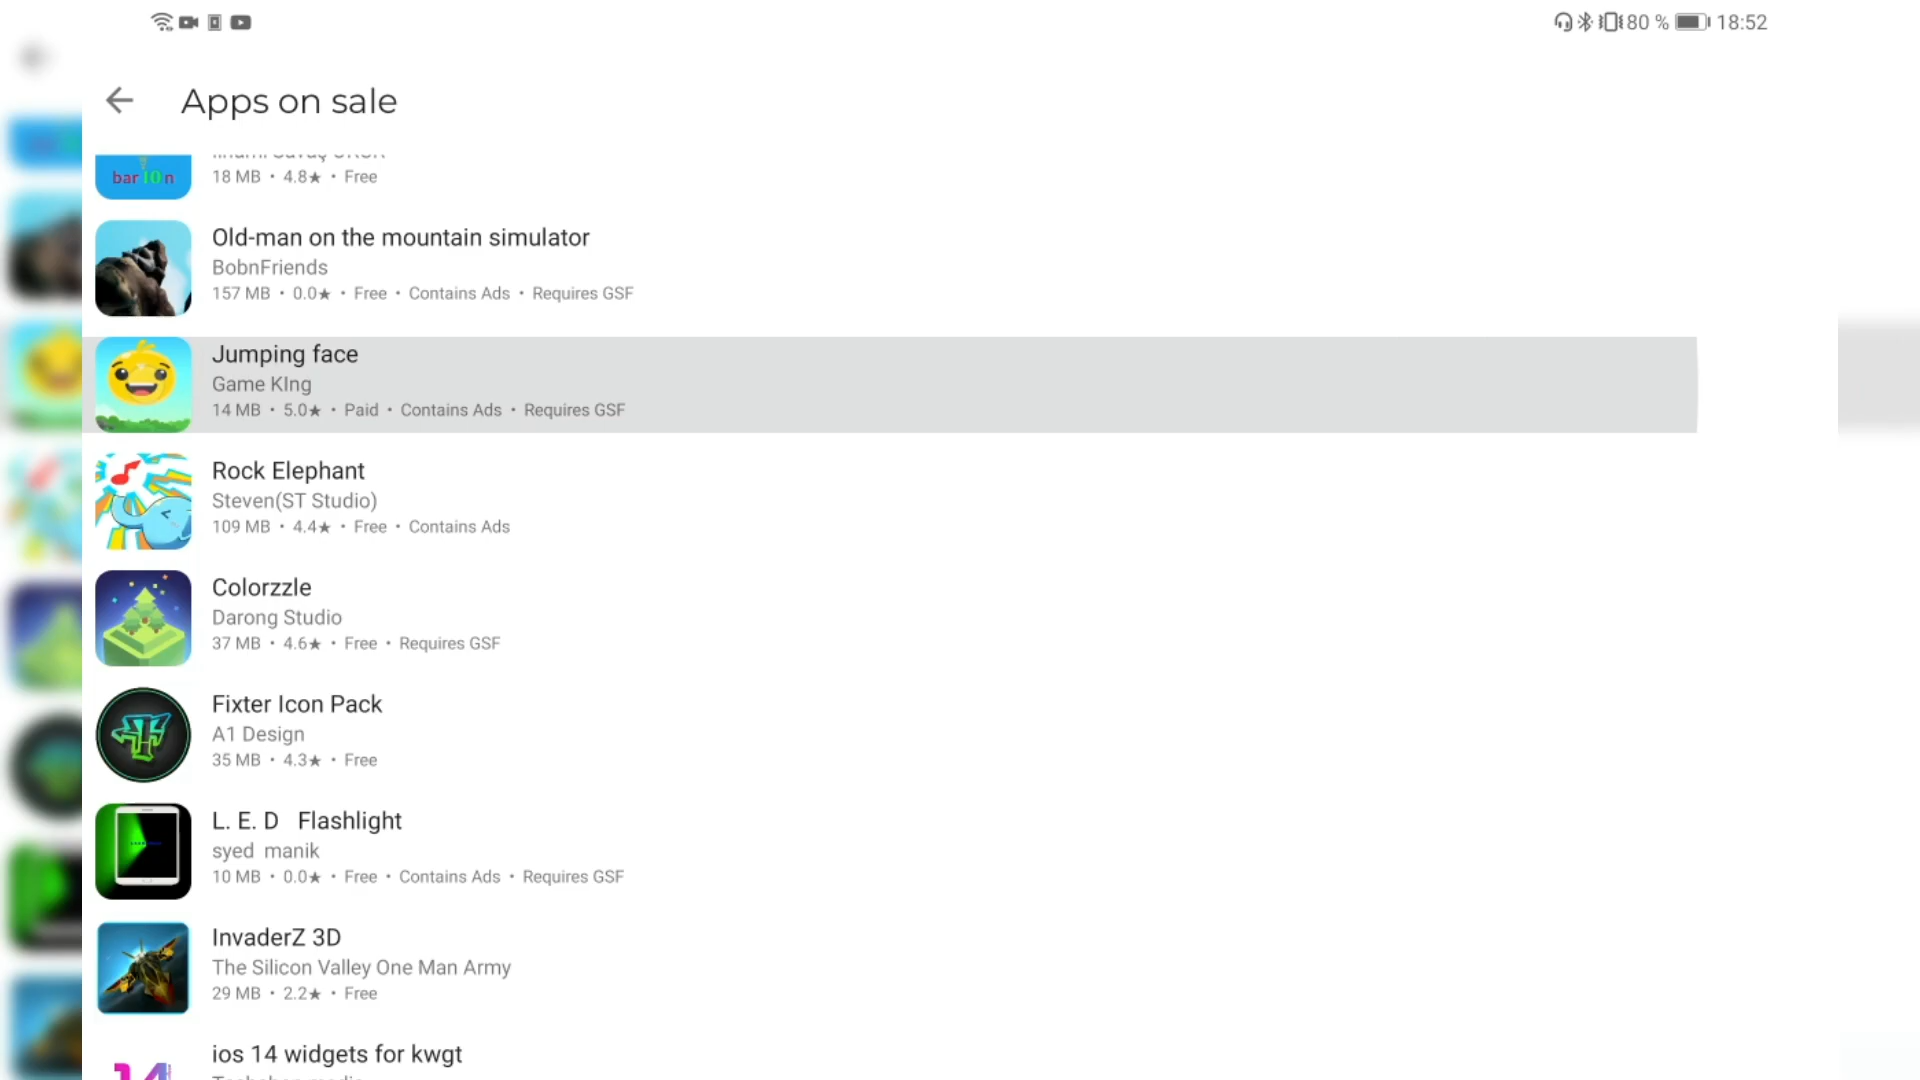 80 % 18:52
Apps on sale
bar10n
18 MB • 4.8★ • Free
Old-man on the mountain simulator
BobnFriends
157 MB • 0.0★ • Free • Contains Ads • Requires GSF
Jumping face
Game KIng
14 MB • 5.0★ • Paid • Contains Ads • Requires GSF
Rock Elephant
Steven(ST Studio)
109 MB • 4.4★ • Free • Contains Ads
Colorzzle
Darong Studio
37 MB • 4.6★ • Free • Requires GSF
Fixter Icon Pack
A1 Design
35 MB • 4.3★ • Free
L. E. D   Flashlight
syed  manik
10 MB • 0.0★ • Free • Contains Ads • Requires GSF
InvaderZ 3D
The Silicon Valley One Man Army
29 MB • 2.2★ • Free
ios 14 widgets for kwgt
14